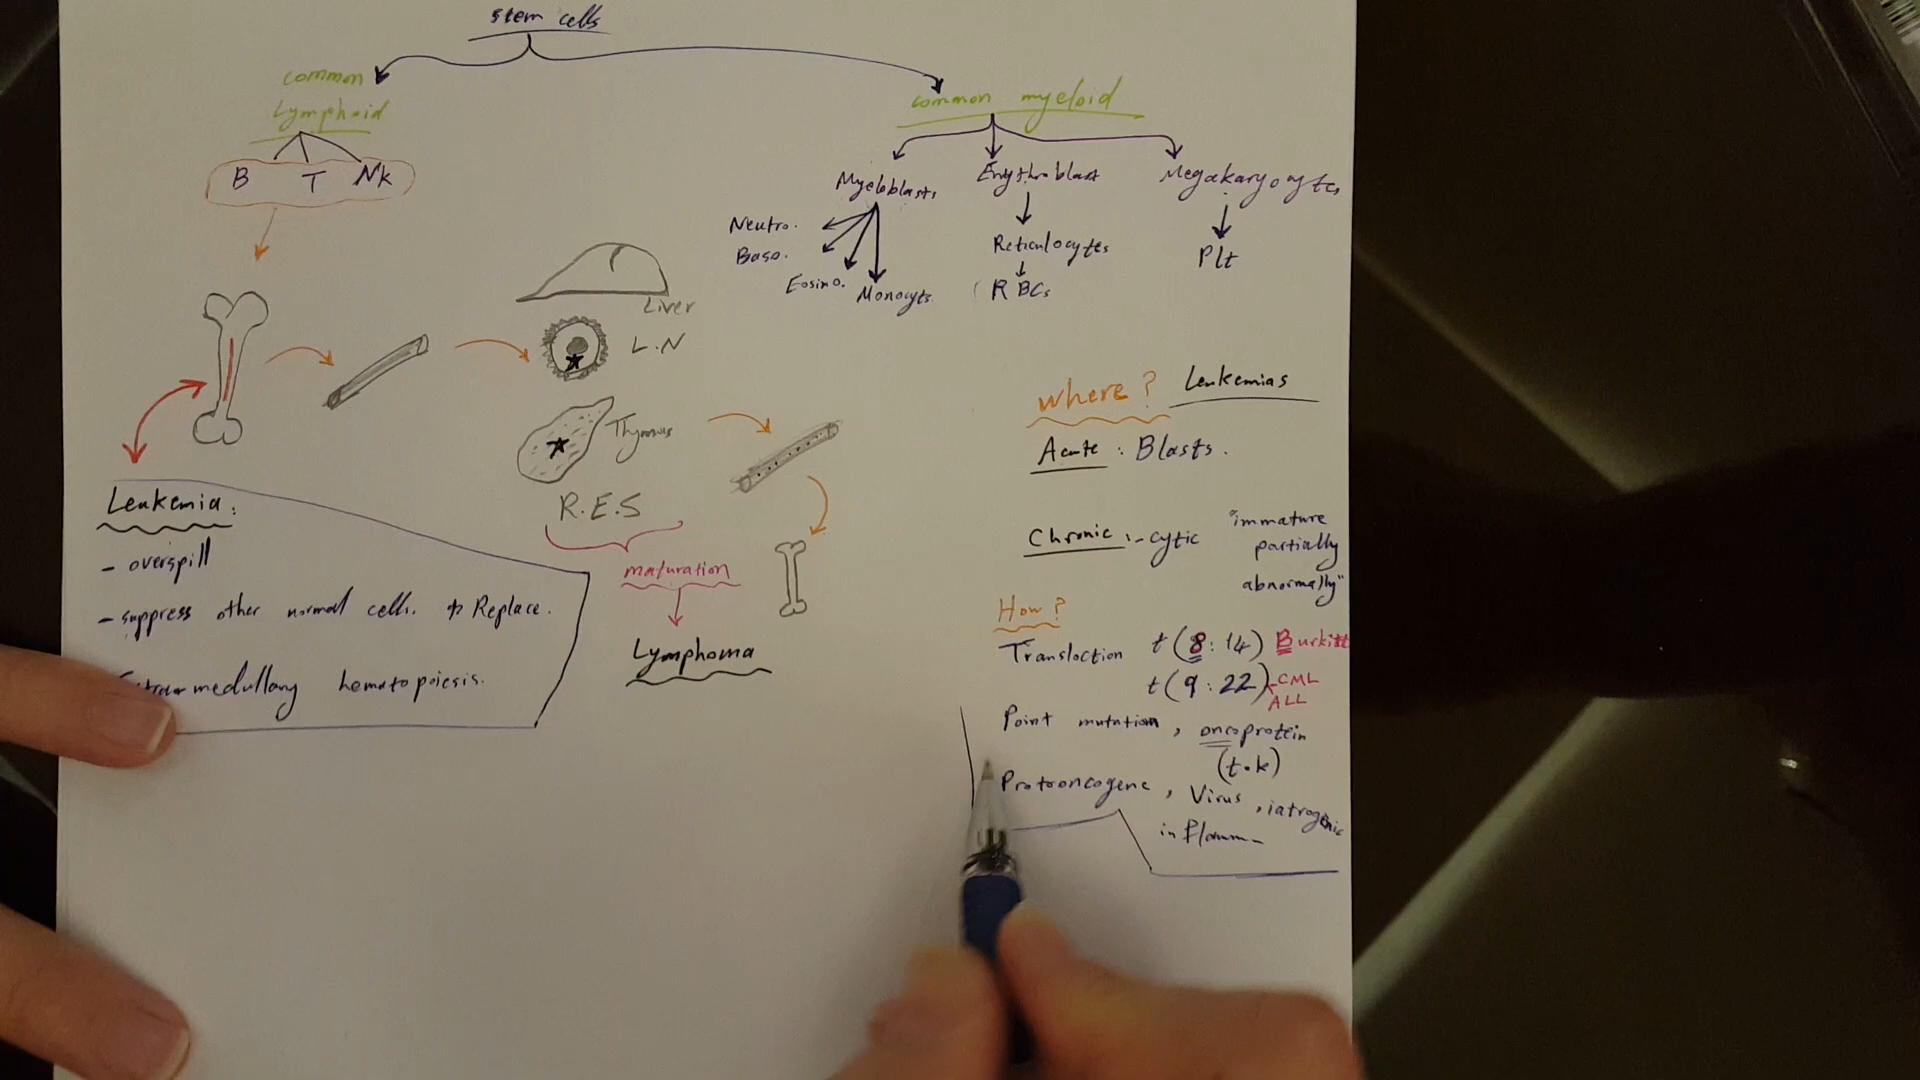 stem cells
common
Lymphoid
B T NK
common myeloid
Myeloblasts
Erythroblast
Megakaryocytes
Neutro.
Baso.
Eosino.
Monocyts.
Reticulocytes
RBCs
Plt
Liver
L.N
Thymus
R.E.S
maturation
Lymphoma
Leukemia:
- overspill
- suppress other normal cells. Replace.
medullary hematopoiesis.
Where? Leukemias
Acute : Blasts.
Chronic :- cytic "immature
partially
abnormally"
How?
Transloction t(8:14) Burkitt
t(9:22) CML
ALL
Point mutation, oncoprotein
(t.k)
Protooncogene, Virus, iatrogenic
inflamm-